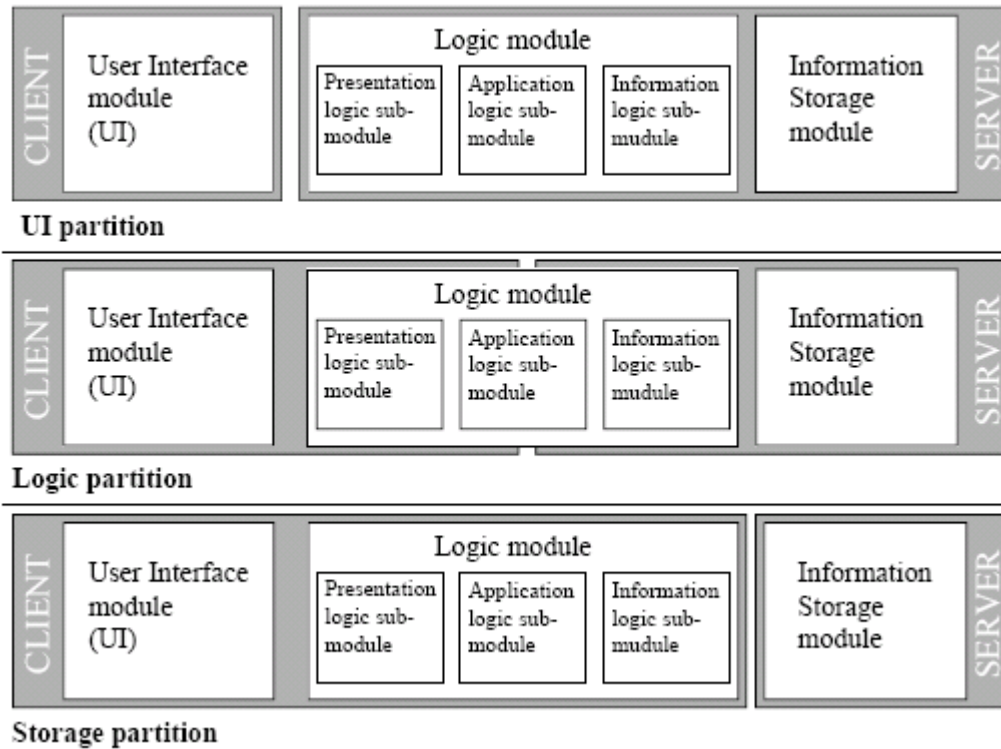 CLIENT
User Interface
module
(UI)
Logic module
Presentation
logic sub-
module
Application
logic sub-
module
Information
logic sub-
mudule
Information
Storage
module
SERVER
UI partition
CLIENT
User Interface
module
(UI)
Logic module
Presentation
logic sub-
module
Application
logic sub-
module
Information
logic sub-
mudule
Information
Storage
module
SERVER
Logic partition
CLIENT
User Interface
module
(UI)
Logic module
Presentation
logic sub-
module
Application
logic sub-
module
Information
logic sub-
mudule
Information
Storage
module
SERVER
Storage partition